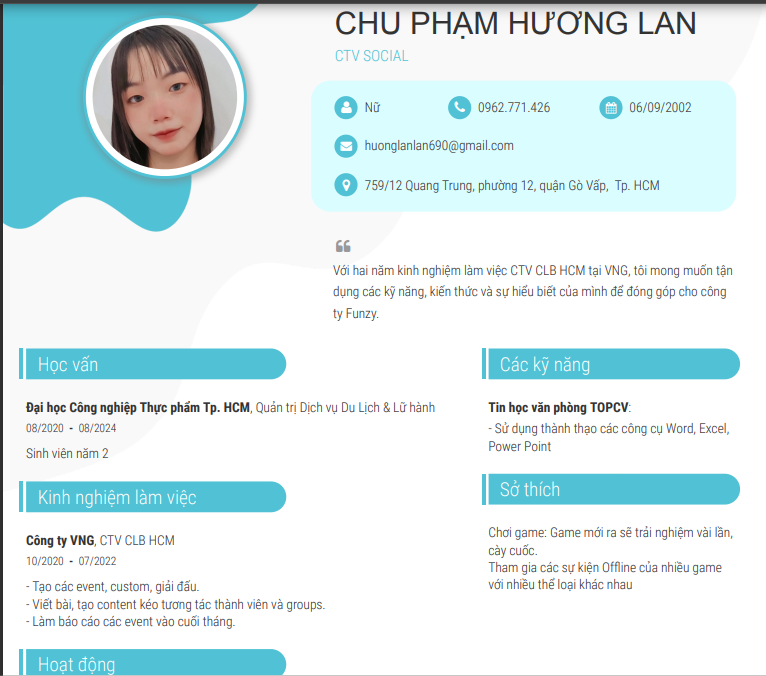 CHU PHẠM HƯƠNG LAN
CTV SOCIAL
Nữ
0962.771.426
06/09/2002
huonglanlan690@gmail.com
759/12 Quang Trung, phường 12, quận Gò Vấp, Tp. HCM
“
Với hai năm kinh nghiệm làm việc CTV CLB HCM tại VNG, tôi mong muốn tận
dụng các kỹ năng, kiến thức và sự hiểu biết của mình để đóng góp cho công
ty Funzy.
Học vấn
Đại học Công nghiệp Thực phẩm Tp. HCM, Quản trị Dịch vụ Du Lịch & Lữ hành
08/2020 - 08/2024
Sinh viên năm 2
Kinh nghiệm làm việc
Công ty VNG, CTV CLB HCM
10/2020 - 07/2022
- Tạo các event, custom, giải đấu.
- Viết bài, tạo content kéo tương tác thành viên và groups.
- Làm báo cáo các event vào cuối tháng.
Hoạt động
Các kỹ năng
Tin học văn phòng TOPCV:
- Sử dụng thành thạo các công cụ Word, Excel,
Power Point
Sở thích
Chơi game: Game mới ra sẽ trải nghiệm vài lần,
cày cuốc.
Tham gia các sự kiện Offline của nhiều game
với nhiều thể loại khác nhau